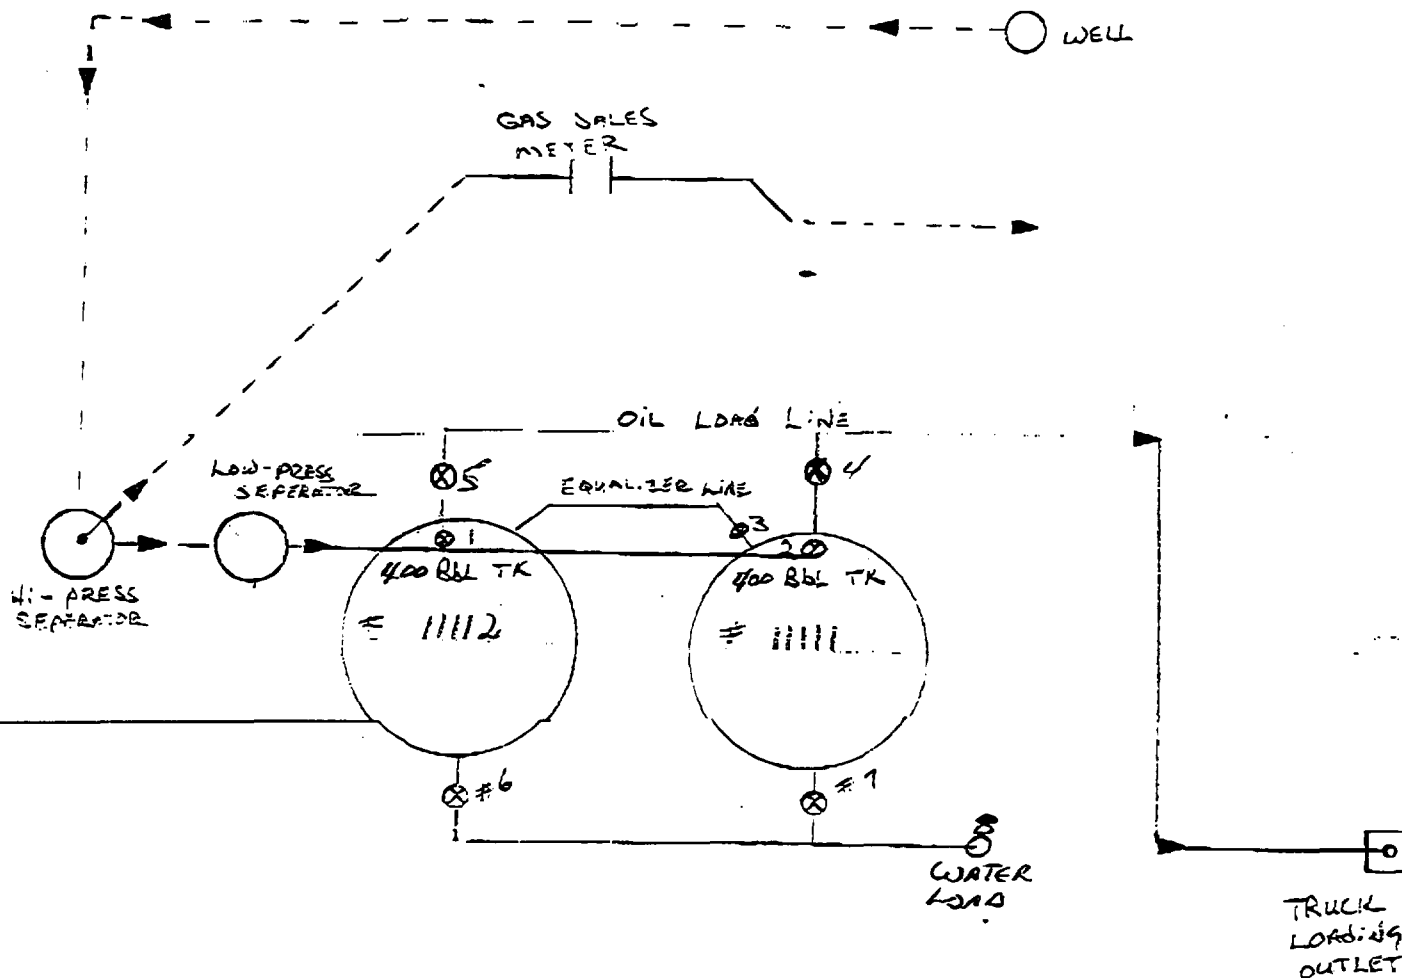 WELL
GAS SALES
METER
OIL LOAD LINE
LOW-PRESS
SEPERATOR
5
4
EQUALIZER LINE
3
1
2
400 BBL TK
400 BBL TK
# 11112
# 11111
HI-PRESS
SEPERATOR
#6
#7
WATER
LOAD
TRUCK
LOADING
OUTLET